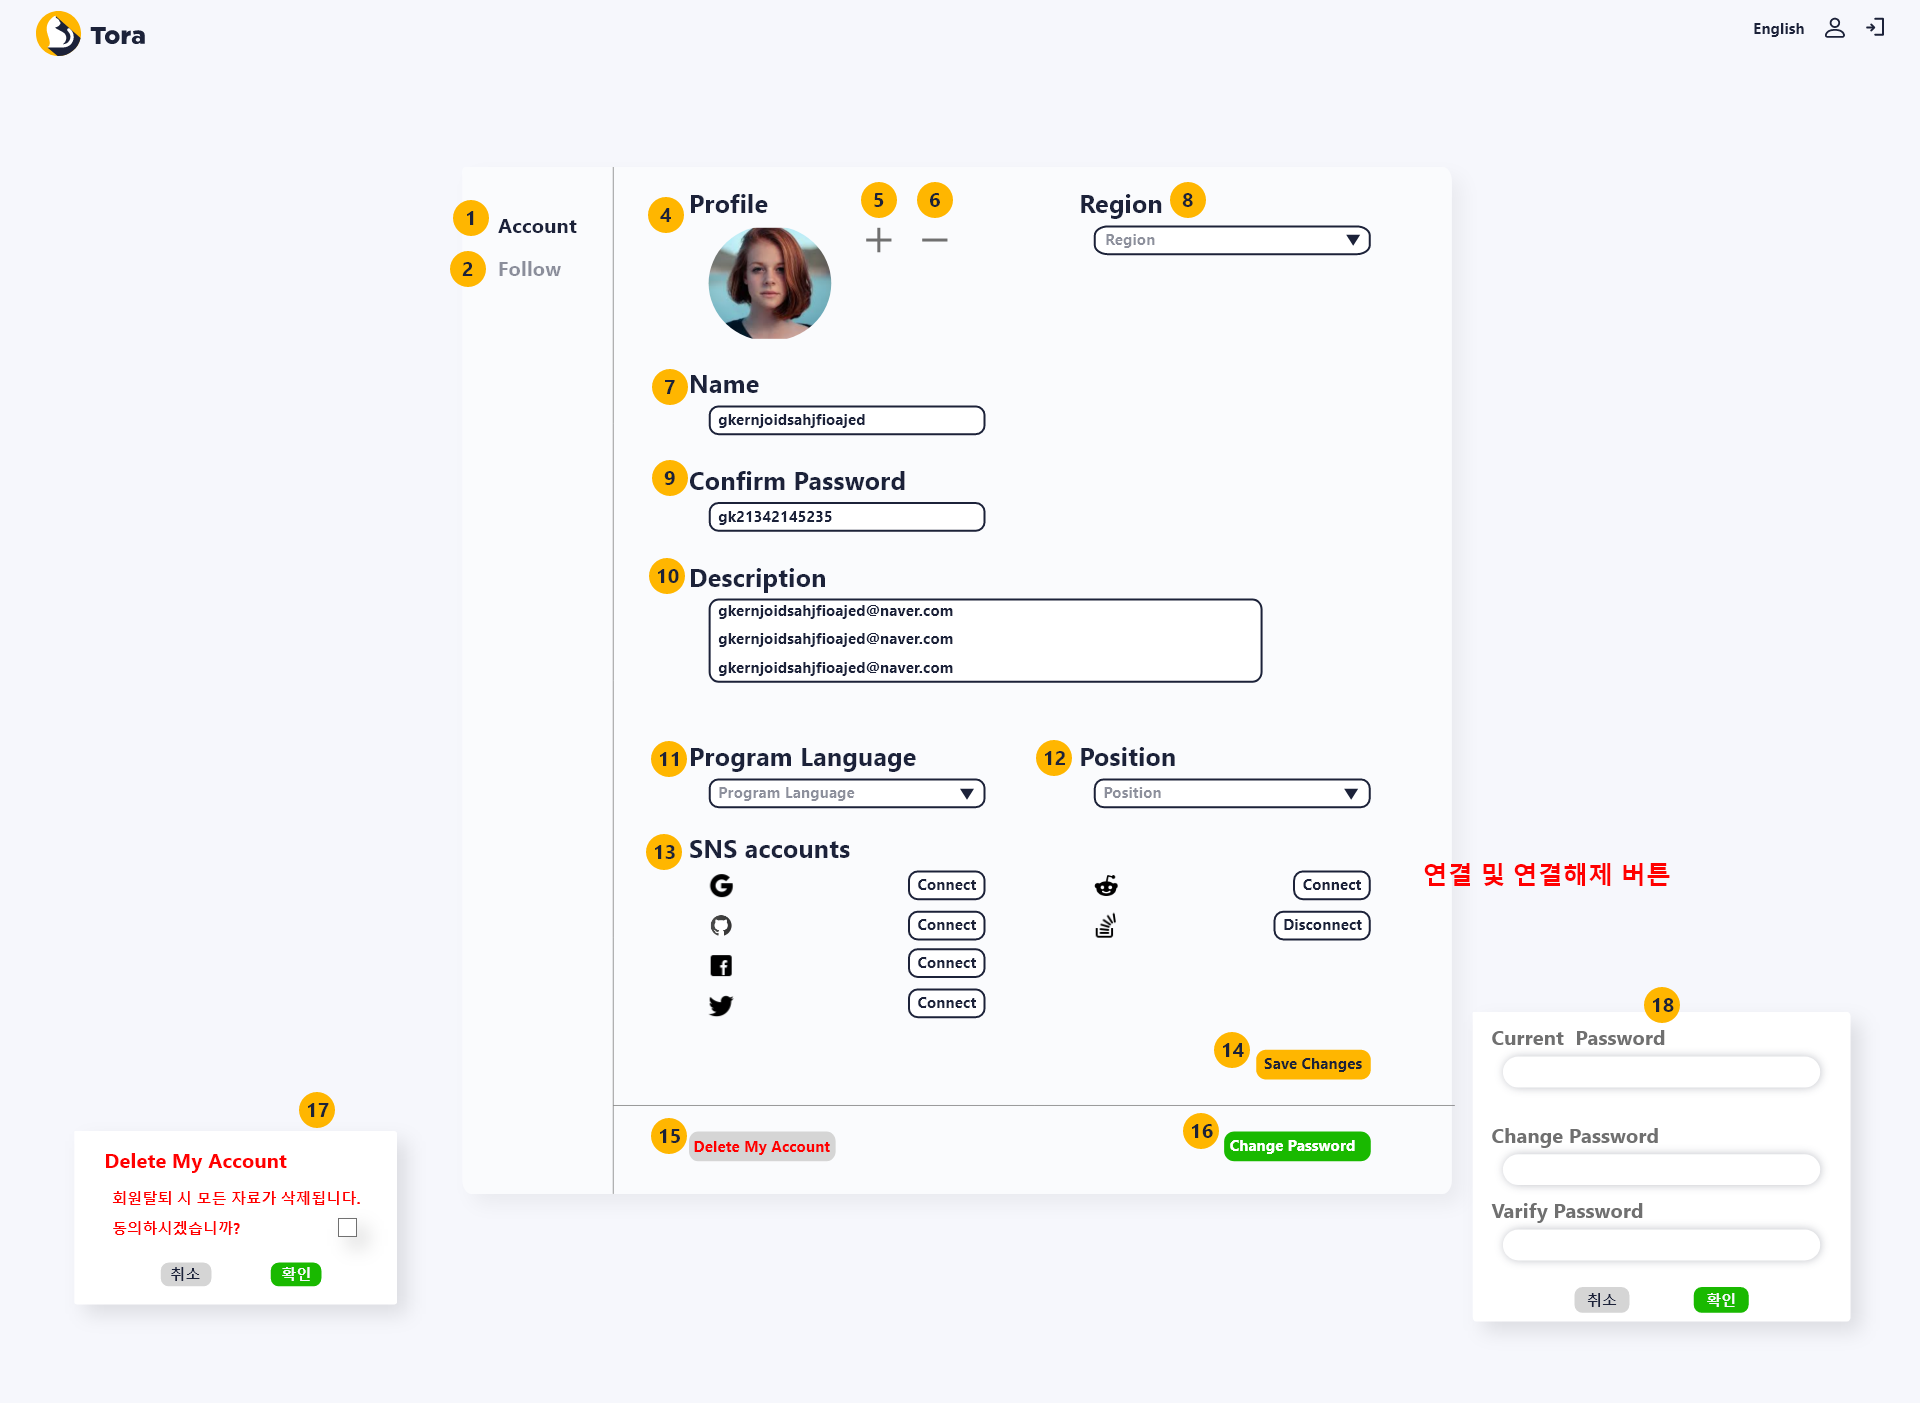 Tora
English
1 Account
2 Follow
4 Profile
5
6
Region 8
Region
7 Name
gkernjoidsahjfioajed
9 Confirm Password
gk21342145235
10 Description
gkernjoidsahjfioajed@naver.com
gkernjoidsahjfioajed@naver.com
gkernjoidsahjfioajed@naver.com
11 Program Language
Program Language
12 Position
Position
13 SNS accounts
Connect
Connect
Connect
Connect
Connect
Disconnect
연결 및 연결해제 버튼
14 Save Changes
15 Delete My Account
16 Change Password
17
Delete My Account
회원탈퇴 시 모든 자료가 삭제됩니다.
동의하시겠습니까?
취소 확인
18
Current  Password
Change Password
Varify Password
취소 확인